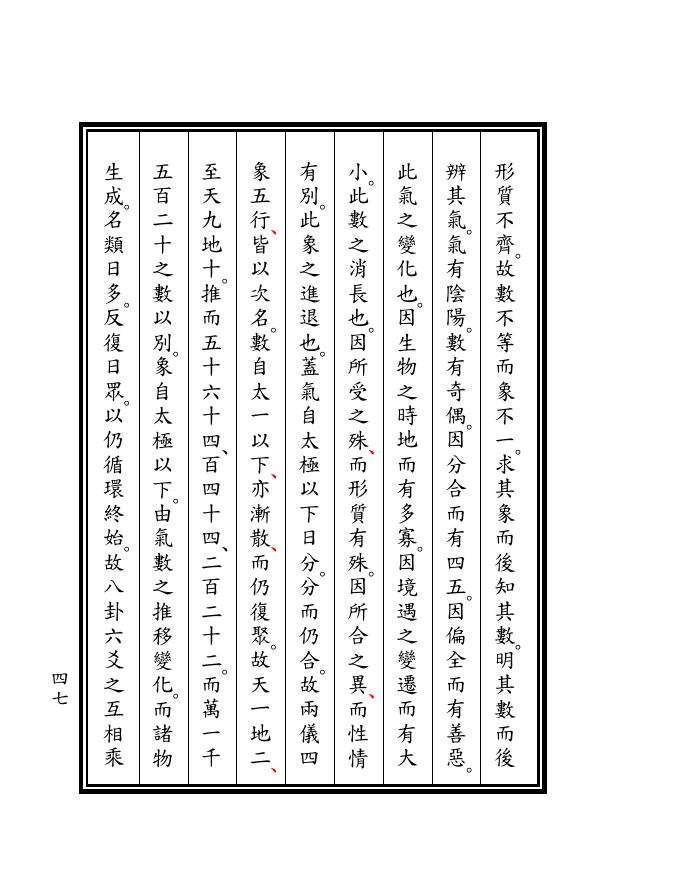 形質不齊。故數不等而象不一。求其象而後知其數。明其數而後
辨其氣。氣有陰陽。數有奇偶。因分合而有四五。因偏全而有善惡。
此氣之變化也。因生物之時地而有多寡。因境遇之變遷而有大
小。此數之消長也。因所受之殊、而形質有殊。因所合之異、而性情
有別。此象之進退也。蓋氣自太極以下日分。分而仍合。故兩儀四
象五行、皆以次名。數自太一以下、亦漸散、而仍復聚。故天一地二、
至天九地十。推而五十六十四、百四十四、二百二十二。而萬一千
五百二十之數以別。象自太極以下。由氣數之推移變化。而諸物
生成。名類日多。反復日眾。以仍循環終始。故八卦六爻之互相乘
四七